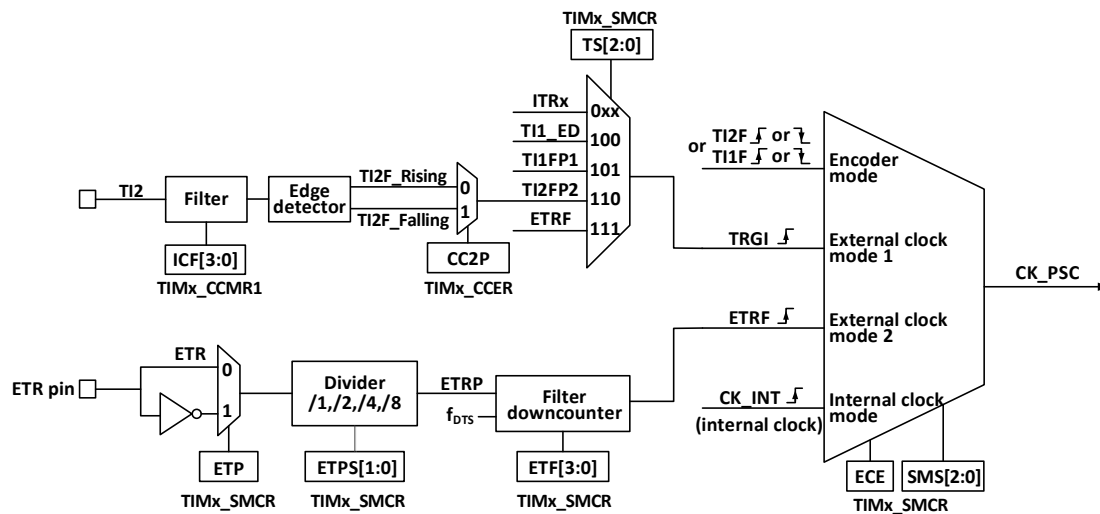 TIMx_SMCR
TS[2:0]
ITRx
0xx
TI1_ED
100
TI1FP1
101
TI2FP2
110
ETRF
111
TI2
Filter
Edge
detector
TI2F_Rising
TI2F_Falling
0
1
ICF[3:0]
TIMx_CCMR1
CC2P
TIMx_CCER
or
TI2F or
TI1F or
Encoder
mode
TRGI
External clock
mode 1
CK_PSC
ETRF
External clock
mode 2
CK_INT
(internal clock)
Internal clock
mode
ECE
SMS[2:0]
TIMx_SMCR
ETR pin
ETR
0
1
ETP
TIMx_SMCR
Divider
/1,/2,/4,/8
ETPS[1:0]
TIMx_SMCR
ETRP
fDTS
Filter
downcounter
ETF[3:0]
TIMx_SMCR